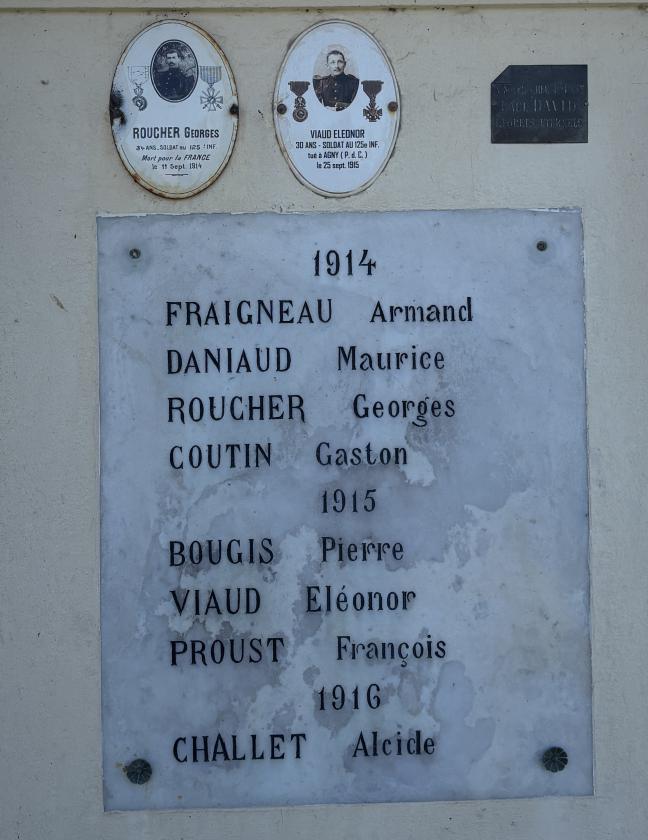 ROUCHER GEORGES
34 ANS. SOLDAT AU 125e INF.
Mort pour la FRANCE
le 11 Sept. 1914
VIAUD ELEONOR
30 ANS - SOLDAT AU 125e INF.
tué à AGNY (P. d. C.)
le 25 sept. 1915
DAVID
1914
FRAIGNEAU Armand
DANIAUD Maurice
ROUCHER Georges
COUTIN Gaston
1915
BOUGIS Pierre
VIAUD Eléonor
PROUST François
1916
CHALLET Alcide